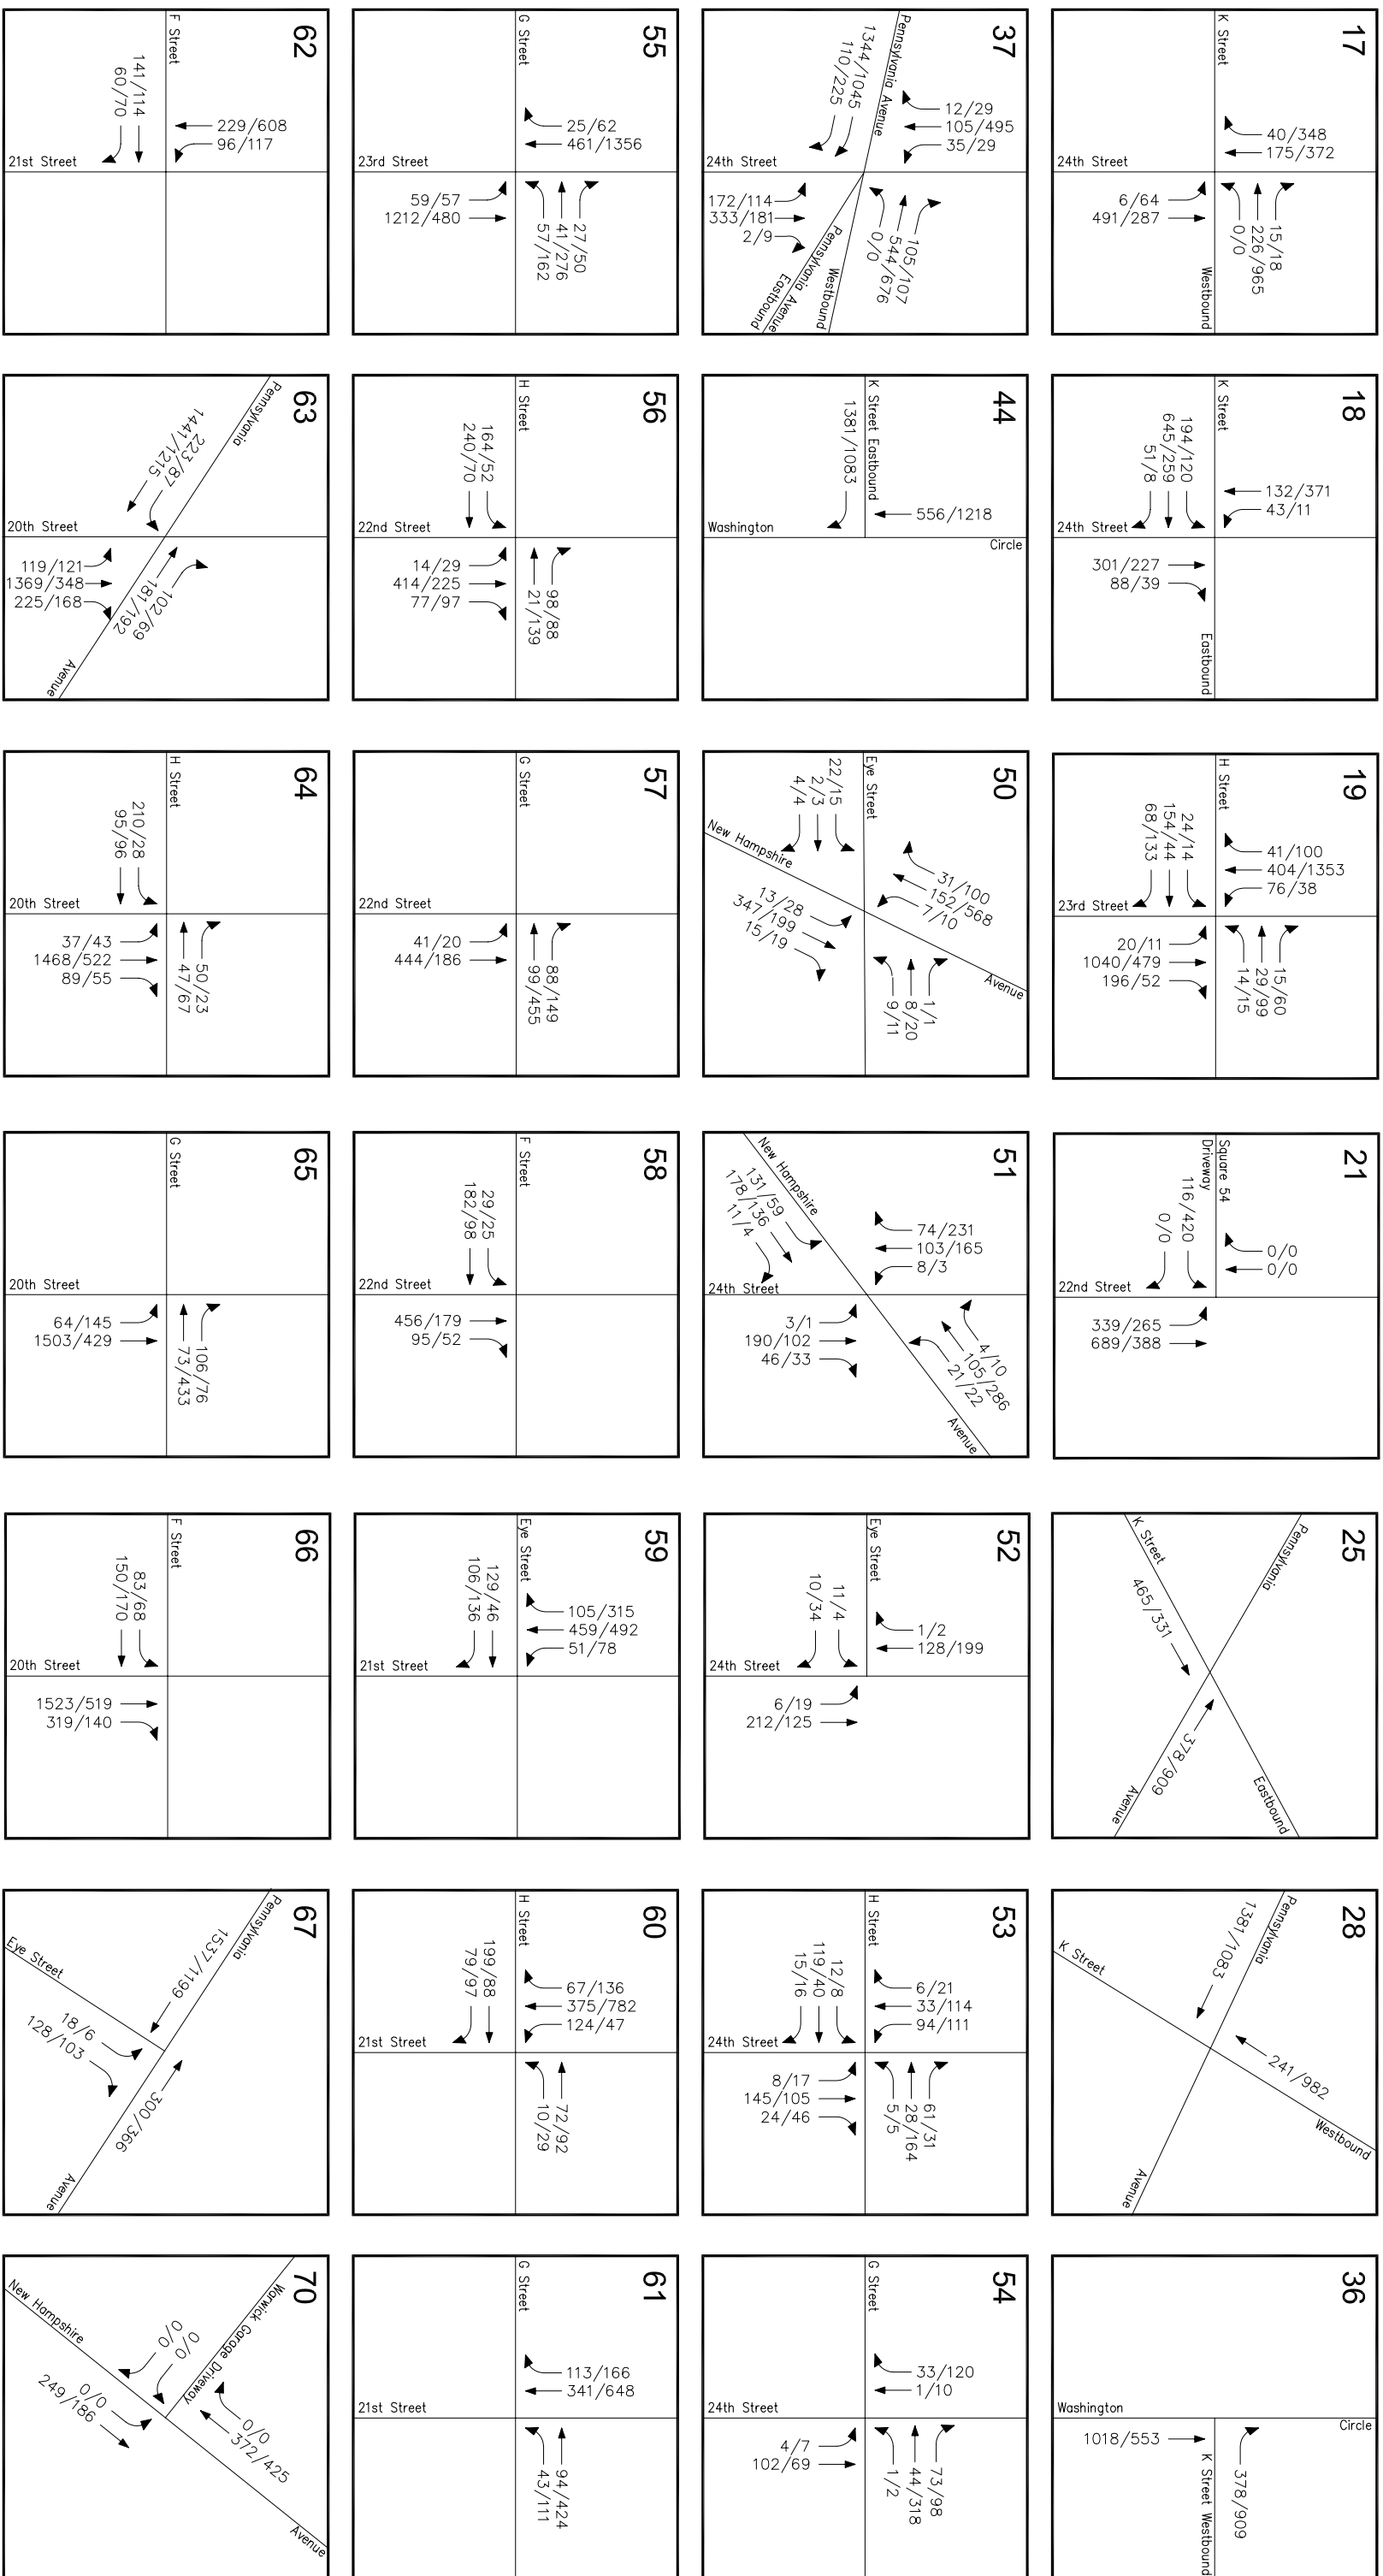 17
K Street
40/348
175/372
24th Street
6/64
491/287
15/18
226/965
0/0
Westbound
18
K Street
194/120
645/259
51/8
132/371
43/11
24th Street
301/227
88/39
Eastbound
19
H Street
24/14
154/44
68/133
41/100
404/1353
76/38
23rd Street
20/11
1040/479
196/52
15/60
29/99
14/15
21
Square 54
Driveway
116/420
0/0
0/0
0/0
22nd Street
339/265
689/388
25
Pennsylvania
K Street
465/331
378/909
Avenue
Eastbound
28
Pennsylvania
1381/1083
K Street
241/982
Westbound
Avenue
36
Washington
Circle
1018/553
378/909
K Street Westbound
37
Pennsylvania Avenue
1344/1045
110/225
12/29
105/495
35/29
24th Street
172/114
333/181
2/9
105/107
544/676
0/0
Westbound
Pennsylvania Avenue
Eastbound
44
K Street Eastbound
1381/1083
556/1218
Washington
Circle
50
Eye Street
22/15
2/3
4/4
New Hampshire
31/100
152/568
7/10
13/28
347/199
15/19
1/1
8/20
9/11
Avenue
51
New Hampshire
131/59
178/136
11/4
74/231
103/165
8/3
24th Street
3/1
190/102
46/33
4/10
105/286
21/22
Avenue
52
Eye Street
11/4
10/34
1/2
128/199
24th Street
6/19
212/125
53
H Street
12/8
119/40
15/16
6/21
33/114
94/111
24th Street
8/17
145/105
24/46
61/31
28/164
5/5
54
G Street
33/120
1/10
24th Street
4/7
102/69
73/98
44/318
1/2
55
G Street
25/62
461/1356
23rd Street
59/57
1212/480
27/50
41/276
57/162
56
H Street
164/52
240/70
22nd Street
14/29
414/225
77/97
98/88
21/139
57
G Street
22nd Street
41/20
444/186
88/149
99/455
58
F Street
29/25
182/98
22nd Street
456/179
95/52
59
Eye Street
129/46
106/136
105/315
459/492
51/78
21st Street
60
H Street
199/88
79/97
67/136
375/782
124/47
21st Street
72/92
10/29
61
G Street
113/166
341/648
21st Street
94/424
43/111
62
F Street
141/114
60/70
229/608
96/117
21st Street
63
Pennsylvania
223/87
1441/1215
20th Street
119/121
1369/348
225/168
102/69
181/192
Avenue
64
H Street
210/28
95/96
20th Street
37/43
1468/522
89/55
50/23
47/67
65
G Street
20th Street
64/145
1503/429
106/76
73/433
66
F Street
83/68
150/170
20th Street
1523/519
319/140
67
Pennsylvania
1537/1199
Eye Street
18/6
128/103
300/366
Avenue
70
Warwick Garage Driveway
New Hampshire
0/0
0/0
0/0
249/186
0/0
372/425
Avenue